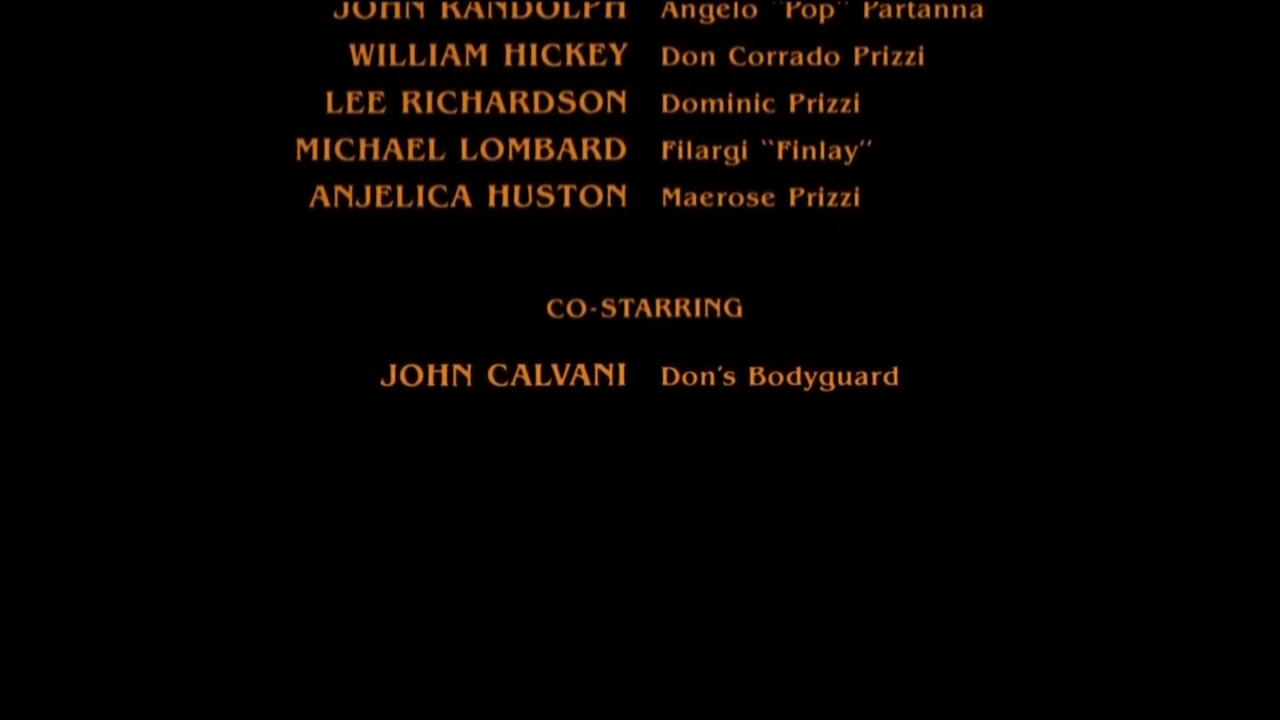 JOHN RANDOLPH Angelo "Pop" Partanna
WILLIAM HICKEY Don Corrado Prizzi
LEE RICHARDSON Dominic Prizzi
MICHAEL LOMBARD Filargi "Finlay"
ANJELICA HUSTON Maerose Prizzi
CO-STARRING
JOHN CALVANI Don's Bodyguard